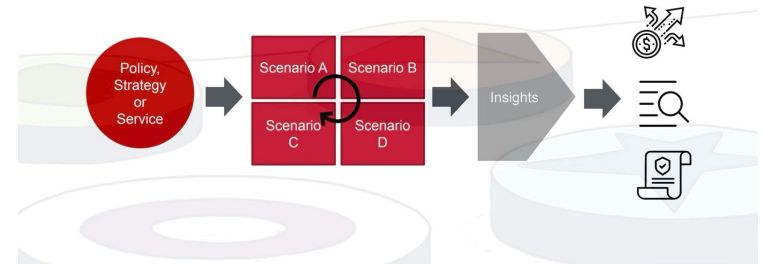 Policy,
Strategy
or
Service
Scenario A
Scenario B
Scenario
C
Scenario
D
Insights
$